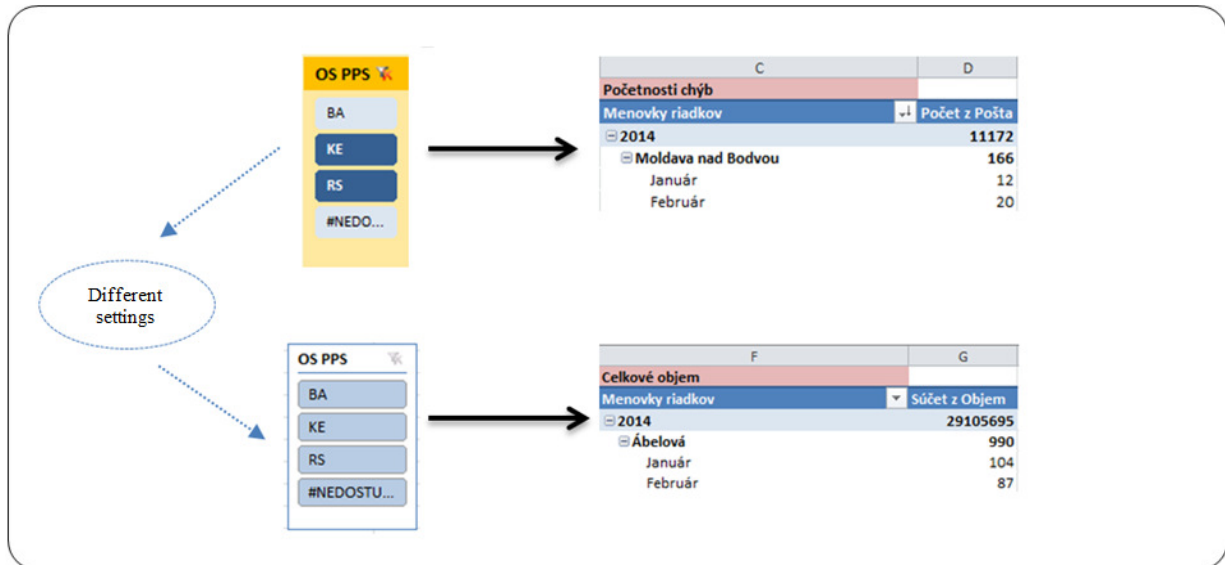 OS PPS
BA
KE
RS
#NEDO...
C D
Početnosti chýb
Menovky riadkov Počet z Pošta
2014 11172
Moldava nad Bodvou 166
Január 12
Február 20
Different
settings
OS PPS
BA
KE
RS
#NEDOSTU...
F G
Celkové objem
Menovky riadkov Súčet z Objem
2014 29105695
Ábelová 990
Január 104
Február 87